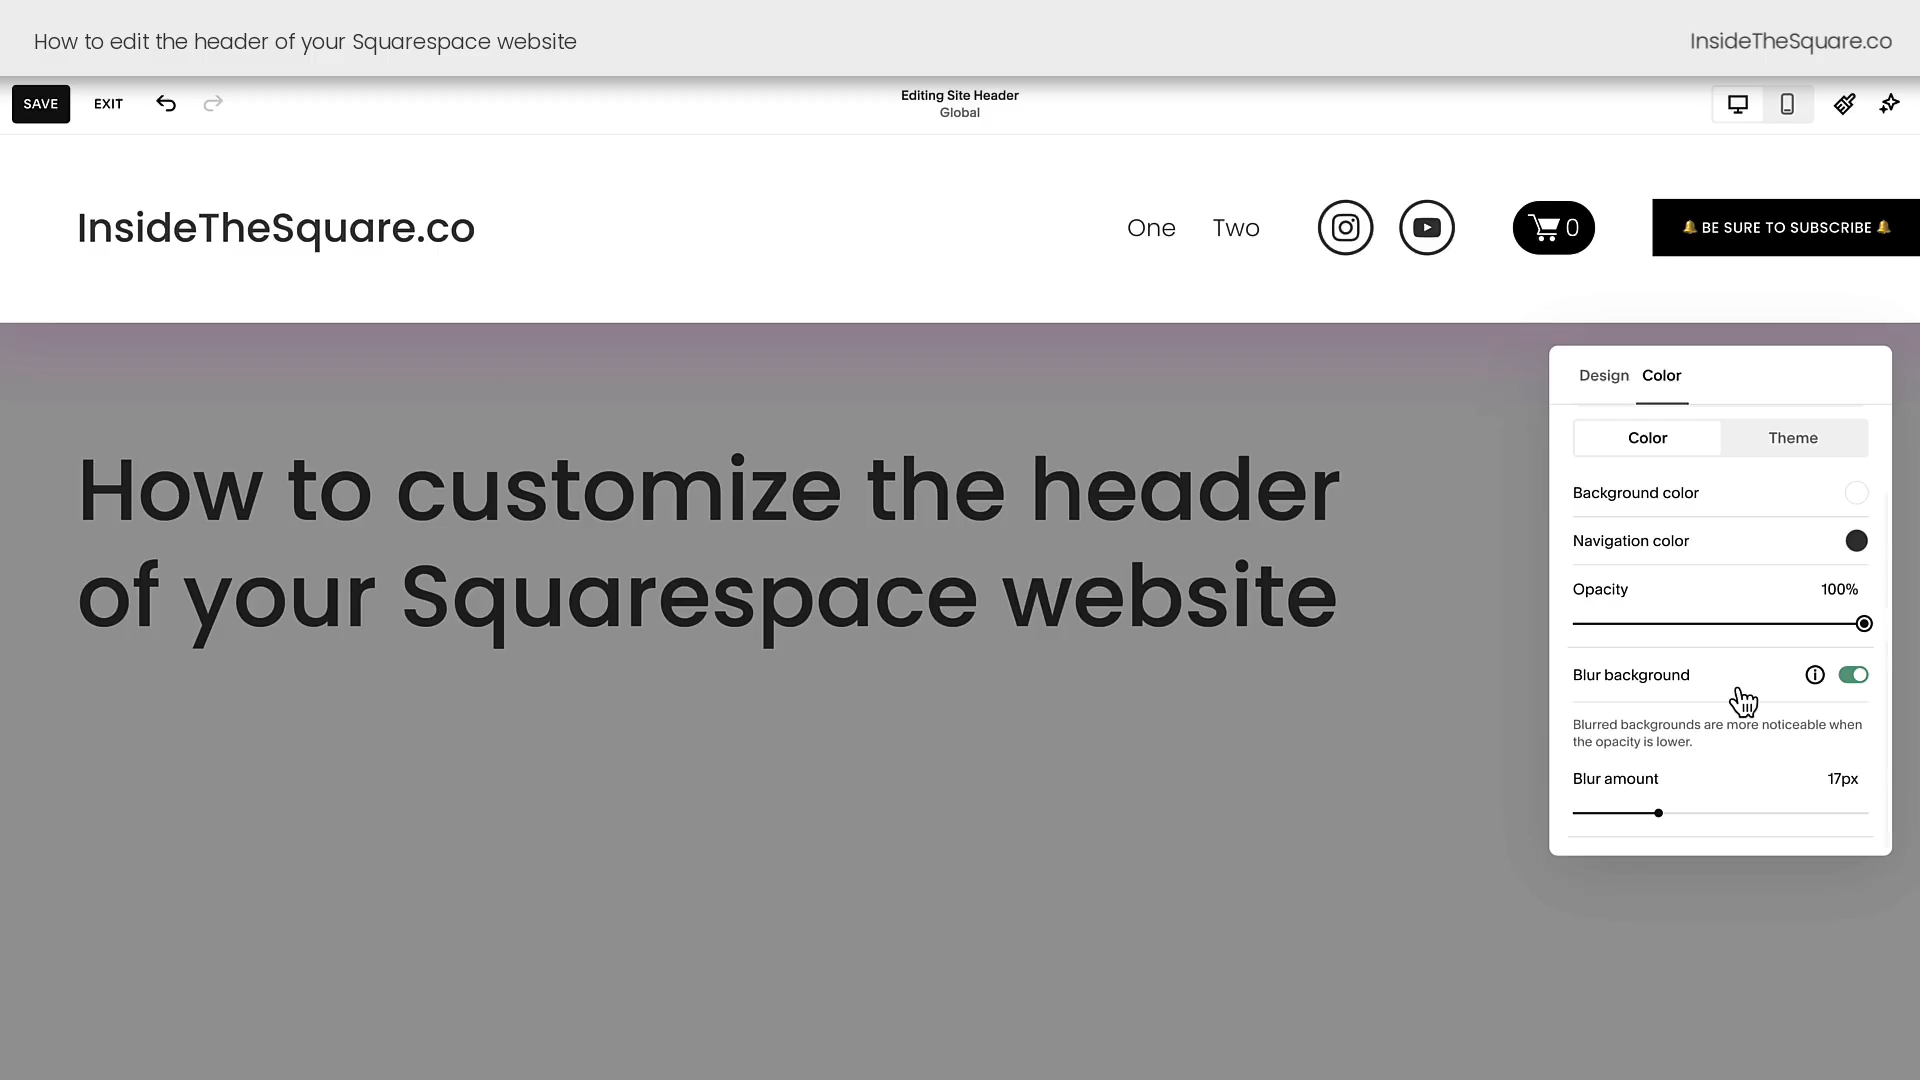 How to edit the header of your Squarespace website
InsideTheSquare.co
SAVE
EXIT
Editing Site Header
Global
InsideTheSquare.co
One
Two
0
🔔 BE SURE TO SUBSCRIBE 🔔
How to customize the header
of your Squarespace website
Design
Color
Color
Theme
Background color
Navigation color
Opacity
100%
Blur background
Blurred backgrounds are more noticeable when
the opacity is lower.
Blur amount
17px